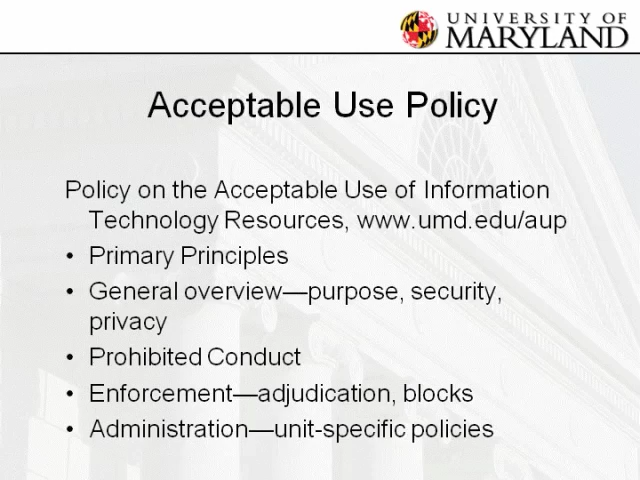 UNIVERSITY OF
MARYLAND
Acceptable Use Policy
Policy on the Acceptable Use of Information
Technology Resources, www.umd.edu/aup
• Primary Principles
• General overview—purpose, security,
privacy
• Prohibited Conduct
• Enforcement—adjudication, blocks
• Administration—unit-specific policies